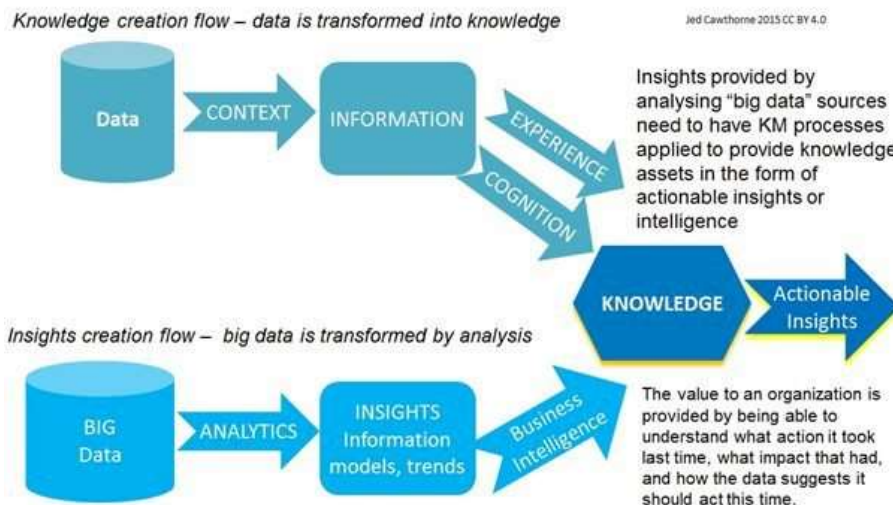 Knowledge creation flow – data is transformed into knowledge
Jed Cawthorne 2015 CC BY 4.0
Data
CONTEXT
INFORMATION
EXPERIENCE
COGNITION
Insights provided by
analysing “big data” sources
need to have KM processes
applied to provide knowledge
assets in the form of
actionable insights or
intelligence
KNOWLEDGE
Actionable
Insights
Insights creation flow – big data is transformed by analysis
BIG
Data
ANALYTICS
INSIGHTS
Information
models, trends
Business
Intelligence
The value to an organization is
provided by being able to
understand what action it took
last time, what impact that had,
and how the data suggests it
should act this time.